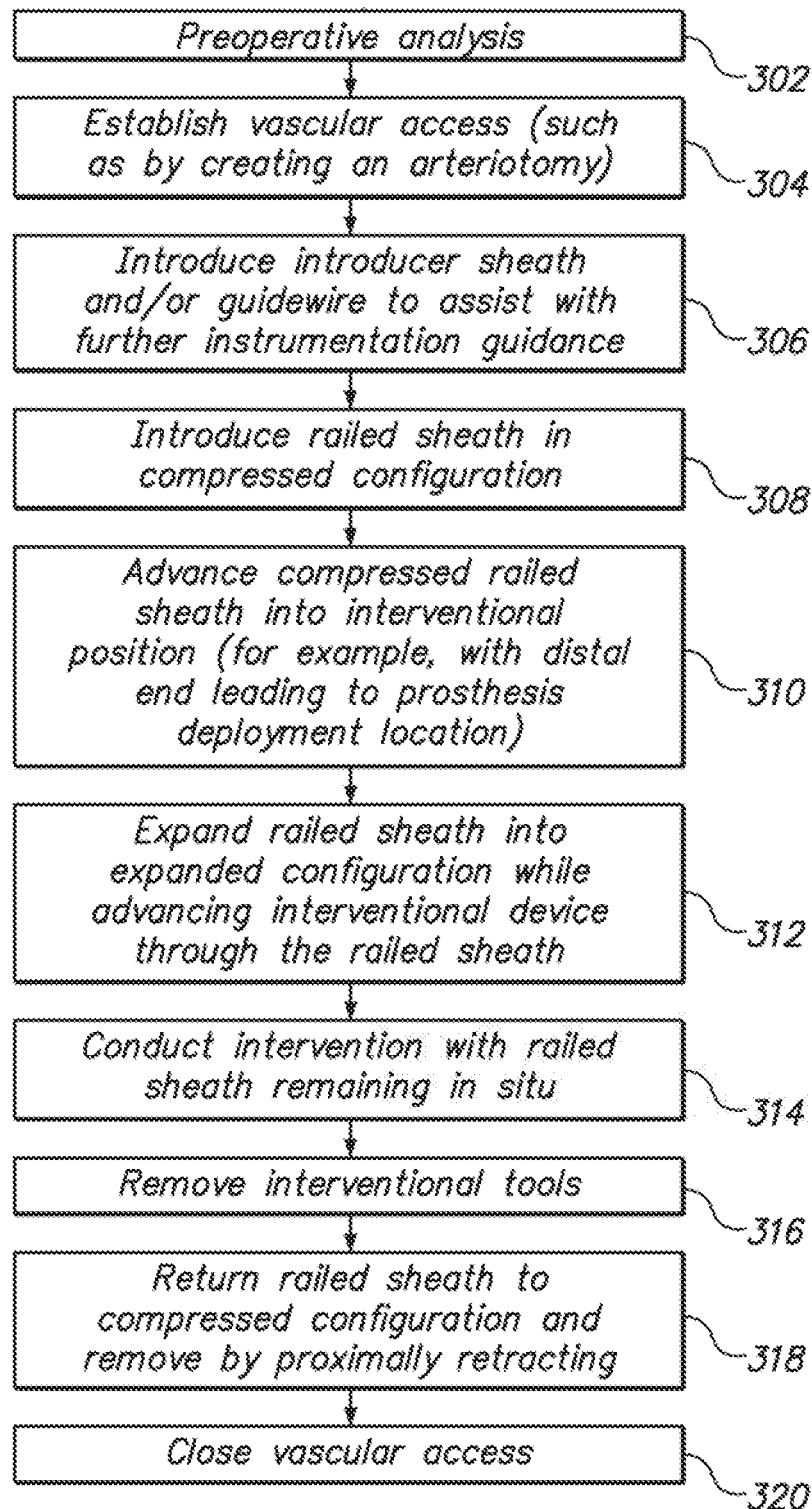 Preoperative analysis
302
Establish vascular access (such
as by creating an arteriotomy)
304
Introduce introducer sheath
and/or guidewire to assist with
further instrumentation guidance
306
Introduce railed sheath in
compressed configuration
308
Advance compressed railed
sheath into interventional
position (for example, with distal
end leading to prosthesis
deployment location)
310
Expand railed sheath into
expanded configuration while
advancing interventional device
through the railed sheath
312
Conduct intervention with railed
sheath remaining in situ
314
Remove interventional tools
316
Return railed sheath to
compressed configuration and
remove by proximally retracting
318
Close vascular access
320